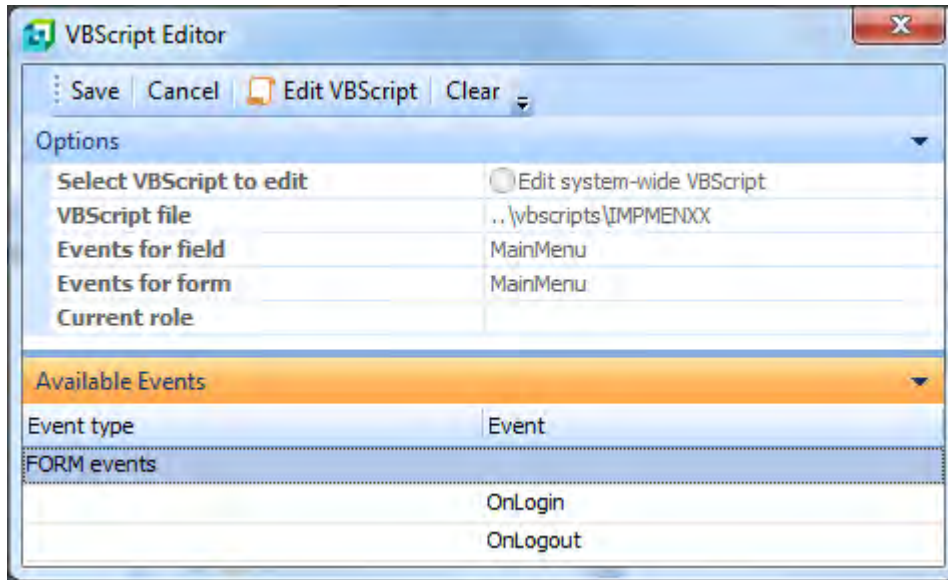 VBScript Editor
Save Cancel Edit VBScript Clear
Options
Select VBScript to edit Edit system-wide VBScript
VBScript file ..\vbscripts\IMPMENXX
Events for field MainMenu
Events for form MainMenu
Current role
Available Events
Event type Event
FORM events
OnLogin
OnLogout